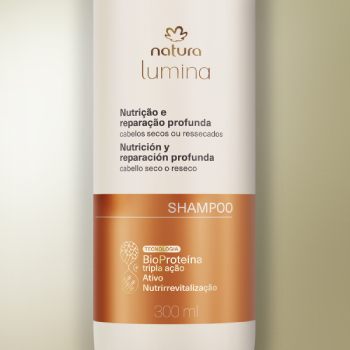 natura
lumina
Nutrição e
reparação profunda
cabelos secos ou ressecados
Nutrición y
reparación profunda
cabello seco o reseco
SHAMPOO
TECNOLOGIA
BioProteína
tripla ação
Ativo
Nutrirrevitalização
300 ml